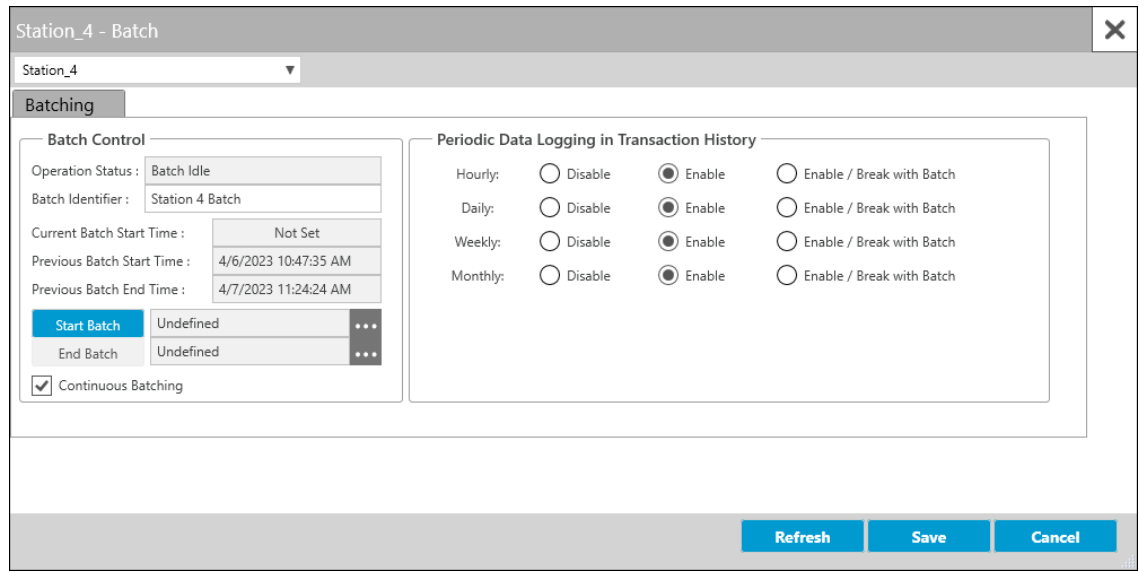 Station_4 - Batch
Station_4
Batching
Batch Control
Operation Status : Batch Idle
Batch Identifier : Station 4 Batch
Current Batch Start Time : Not Set
Previous Batch Start Time : 4/6/2023 10:47:35 AM
Previous Batch End Time : 4/7/2023 11:24:24 AM
Start Batch Undefined ...
End Batch Undefined ...
Continuous Batching
Periodic Data Logging in Transaction History
Hourly: Disable Enable Enable / Break with Batch
Daily: Disable Enable Enable / Break with Batch
Weekly: Disable Enable Enable / Break with Batch
Monthly: Disable Enable Enable / Break with Batch
Refresh Save Cancel